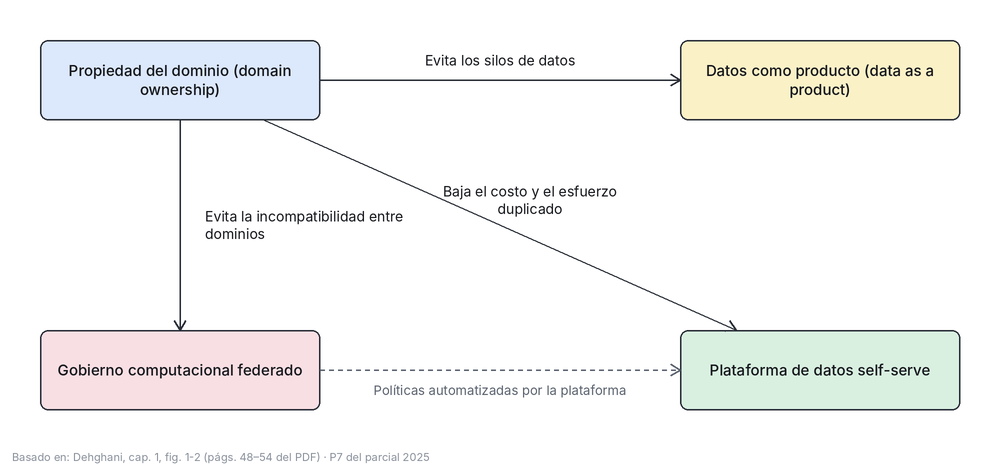 Propiedad del dominio (domain
ownership)
Evita los silos de datos
Datos como producto (data as a
product)
Baja el costo y el esfuerzo
duplicado
Evita la incompatibilidad entre
dominios
Gobierno computacional federado
Políticas automatizadas por la plataforma
Plataforma de datos self-serve
Basado en: Dehghani, cap. 1, fig. 1-2 (págs. 48–54 del PDF) · P7 del parcial 2025